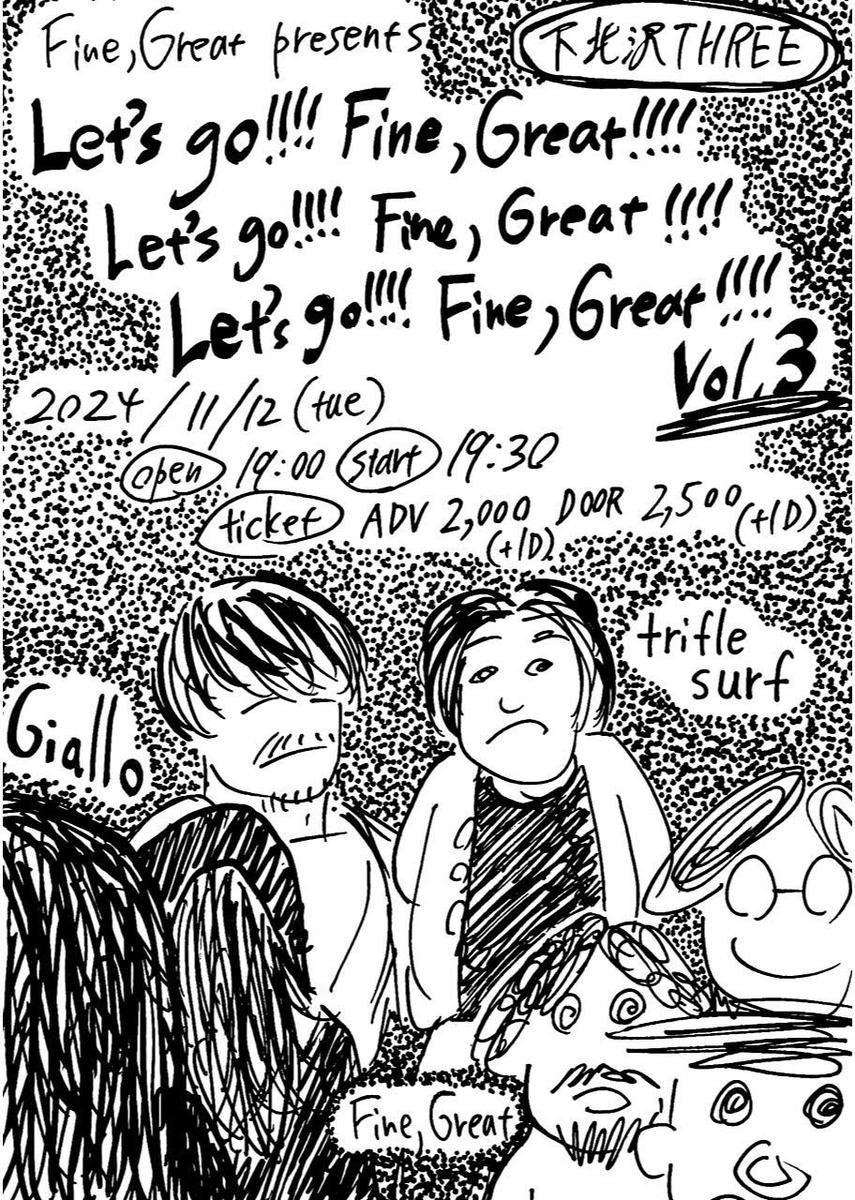 Fine, Great presents
下北沢THREE
Let's go!!!! Fine, Great!!!!
Let's go!!!! Fine, Great!!!!
Let's go!!!! Fine, Great!!!!
Vol.3
2024/11/12 (tue)
open 19:00 start 19:30
ticket ADV 2,000 DOOR 2,500 (+1D)
(+1D)
trifle
surf
Giallo
Fine, Great